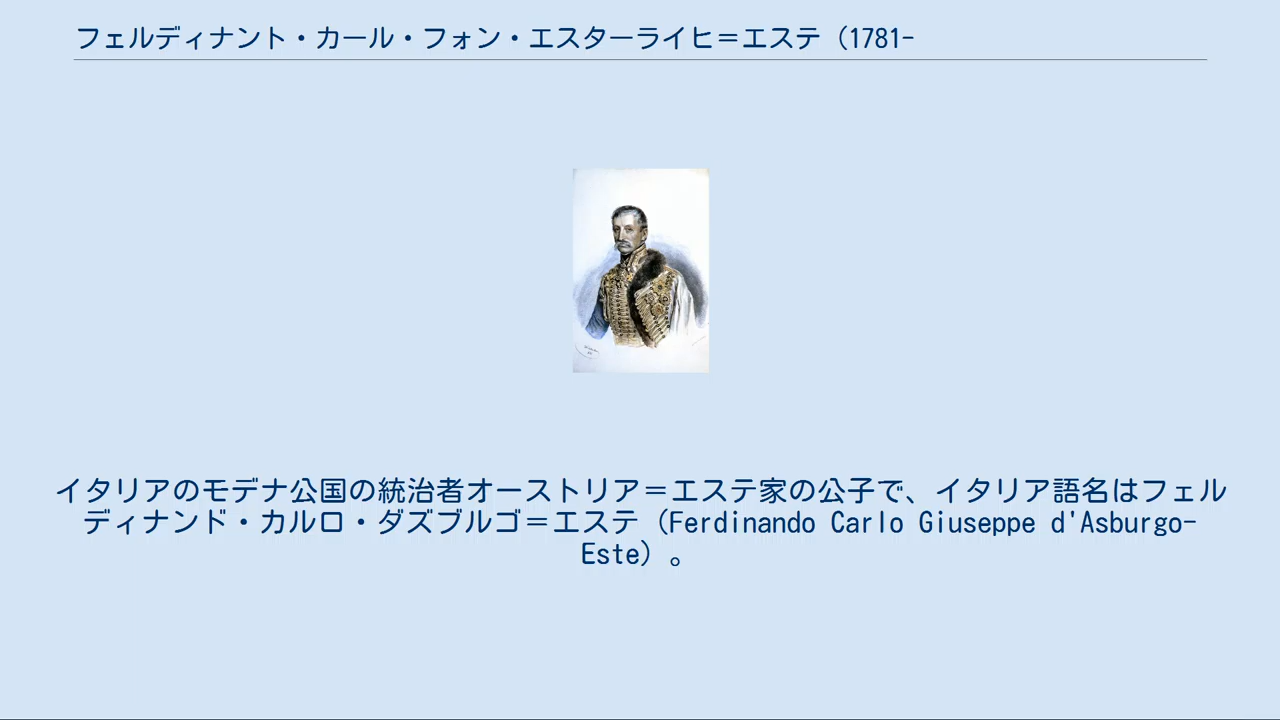 フェルディナント・カール・フォン・エスターライヒ＝エステ（1781-
イタリアのモデナ公国の統治者オーストリア＝エステ家の公子で、イタリア語名はフェル
ディナンド・カルロ・ダズブルゴ＝エステ（Ferdinando Carlo Giuseppe d'Asburgo-
Este）。